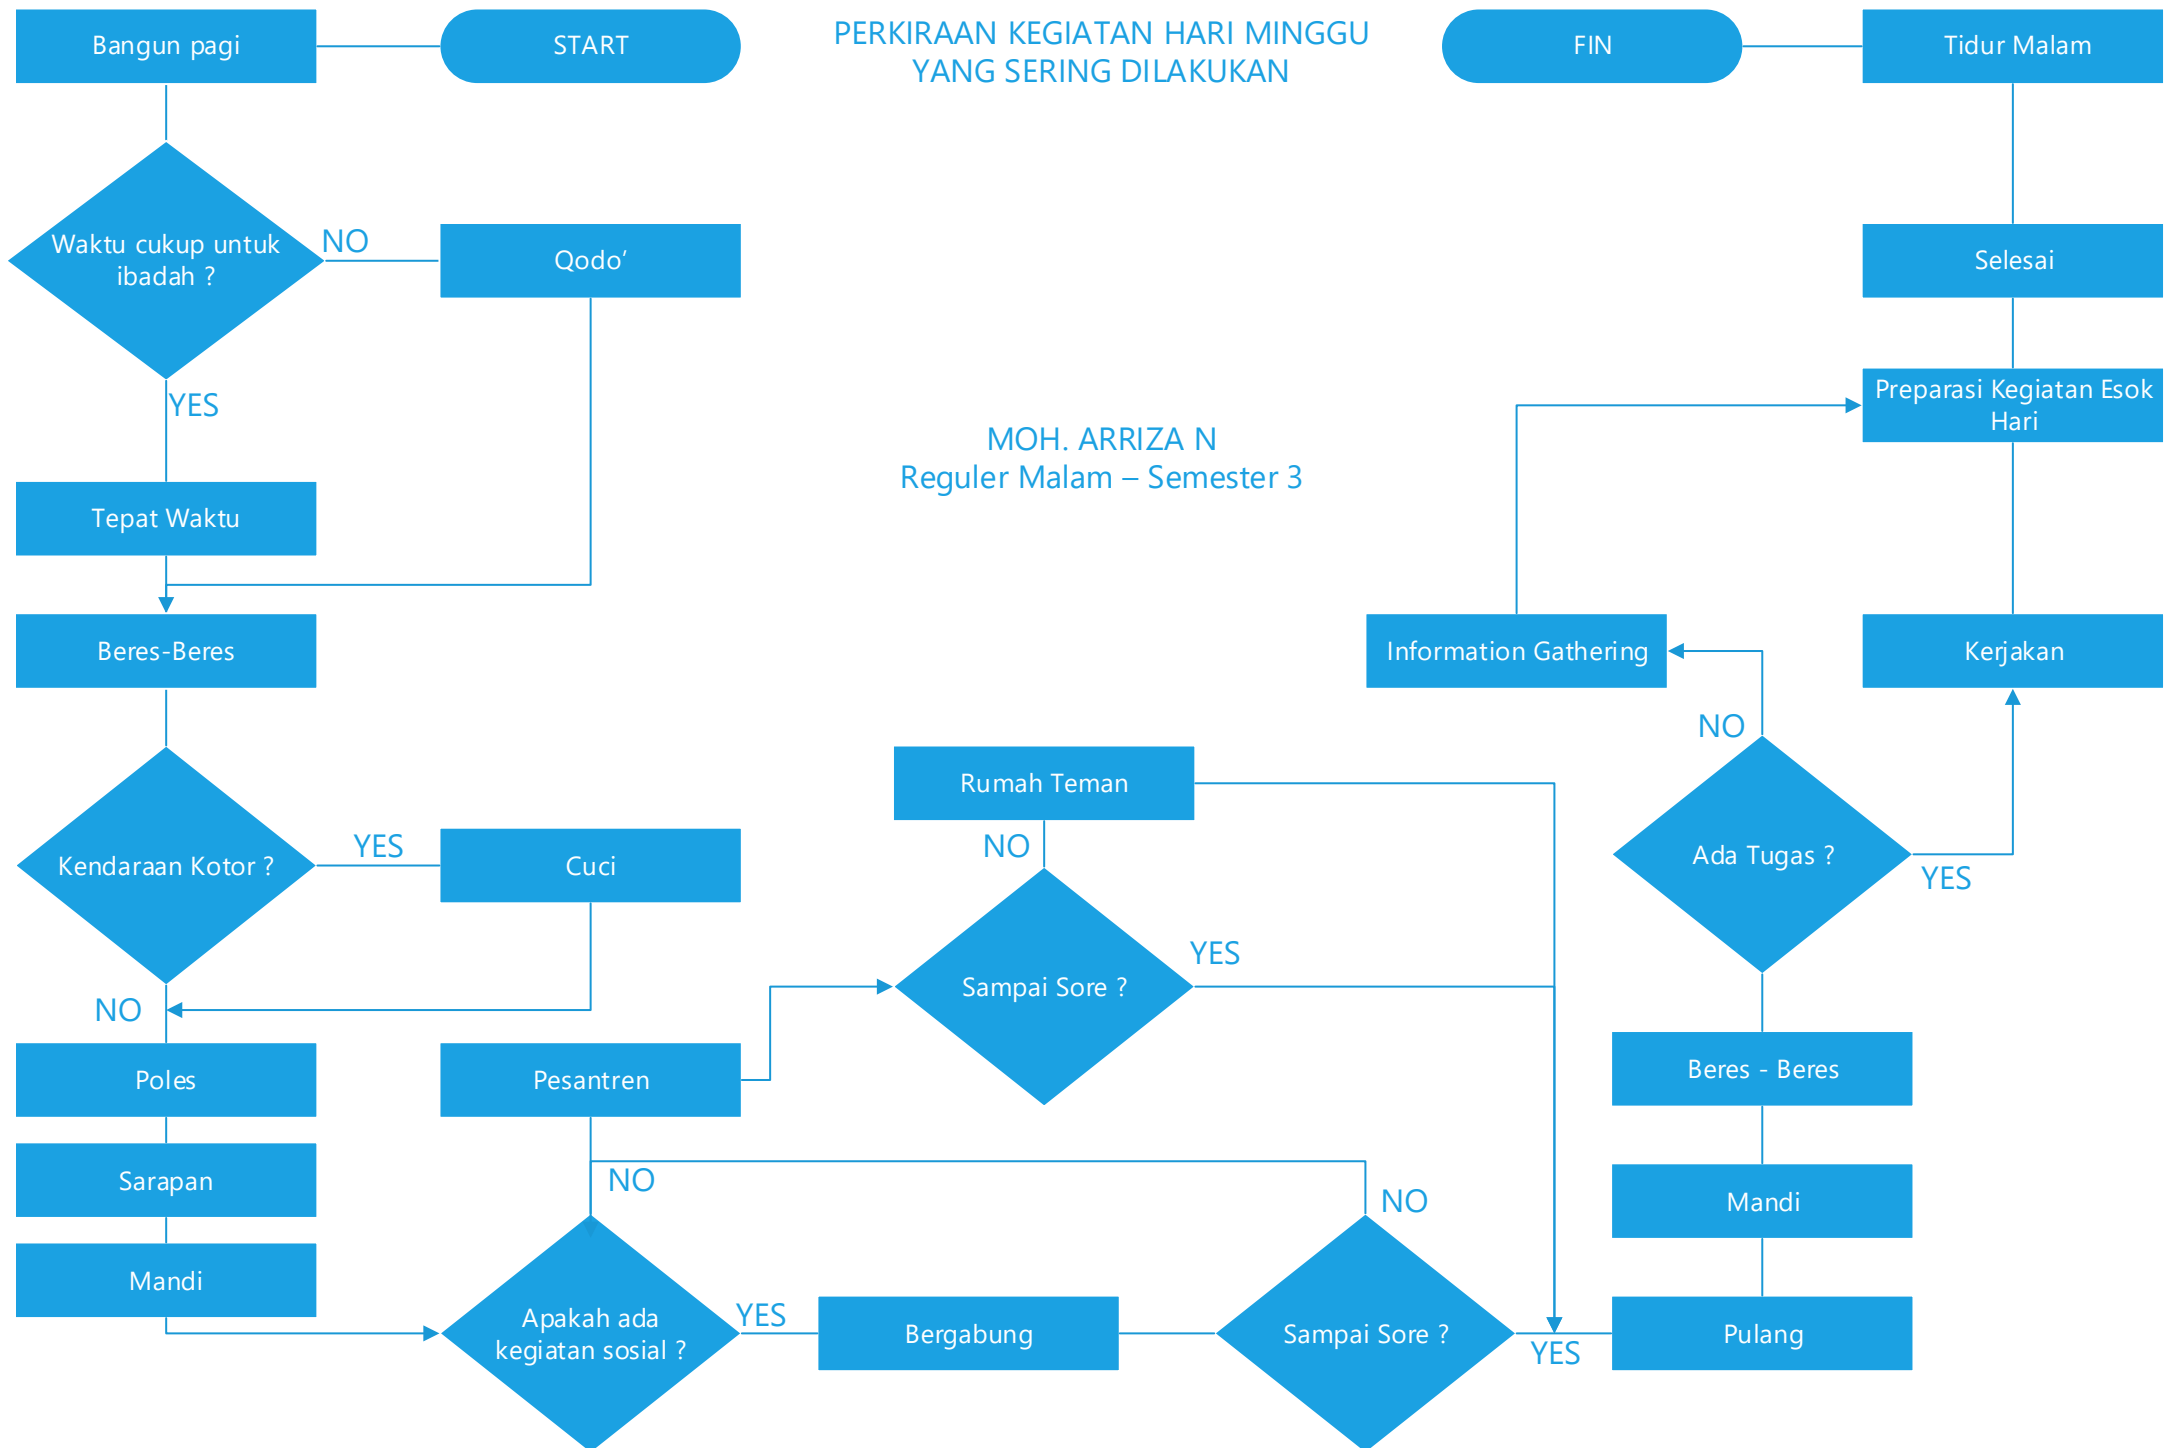 Bangun pagi
START
PERKIRAAN KEGIATAN HARI MINGGU
YANG SERING DILAKUKAN
FIN
Tidur Malam
Waktu cukup untuk
ibadah ?
NO
Qodo’
Selesai
YES
Preparasi Kegiatan Esok
Hari
MOH. ARRIZA N
Reguler Malam – Semester 3
Tepat Waktu
Beres-Beres
Information Gathering
Kerjakan
NO
Rumah Teman
Kendaraan Kotor ?
YES
Cuci
NO
Ada Tugas ?
YES
Sampai Sore ?
YES
NO
Poles
Pesantren
Beres - Beres
Sarapan
NO
NO
Mandi
Mandi
Apakah ada
kegiatan sosial ?
YES
Bergabung
Sampai Sore ?
YES
Pulang